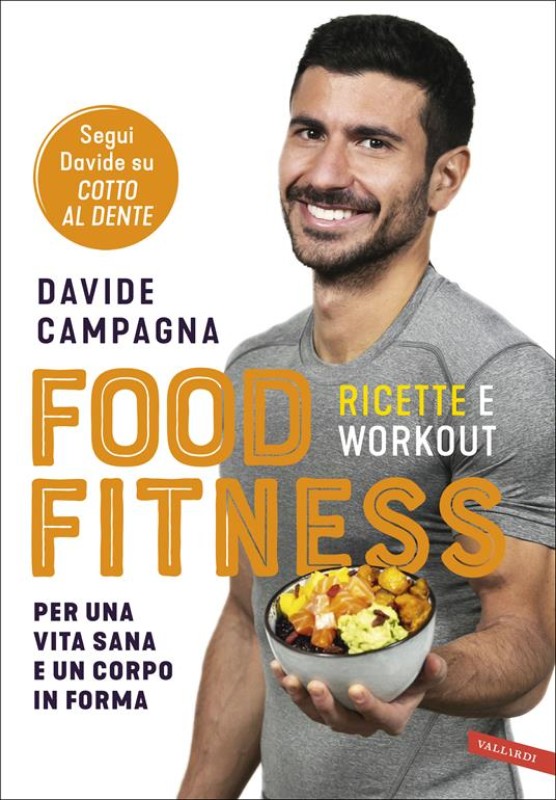 Segui
Davide su
COTTO
AL DENTE
DAVIDE
CAMPAGNA
FOOD
RICETTE E
WORKOUT
FITNESS
PER UNA
VITA SANA
E UN CORPO
IN FORMA
VALLARDI